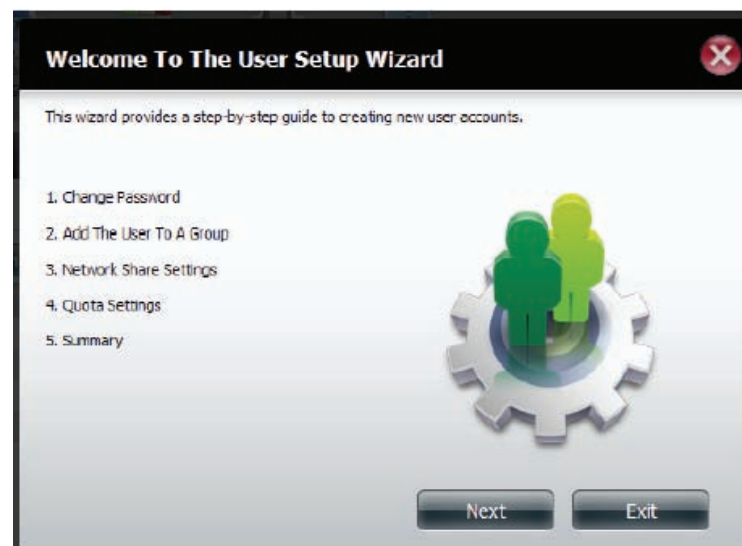 Welcome To The User Setup Wizard
This wizard provides a step-by-step guide to creating new user accounts.
1. Change Password
2. Add The User To A Group
3. Network Share Settings
4. Quota Settings
5. Summary
Next
Exit